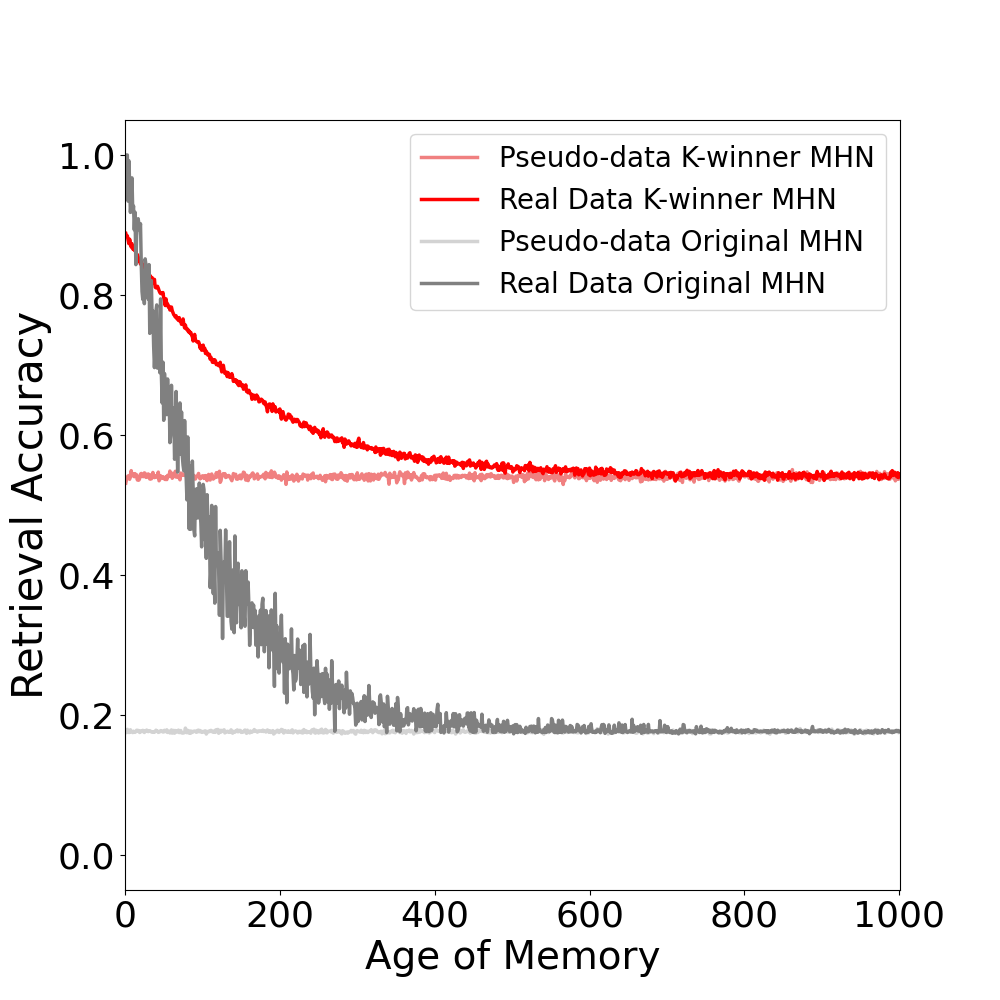 Pseudo-data K-winner MHN
Real Data K-winner MHN
Pseudo-data Original MHN
Real Data Original MHN
Retrieval Accuracy
1.0
0.8
0.6
0.4
0.2
0.0
0 200 400 600 800 1000
Age of Memory